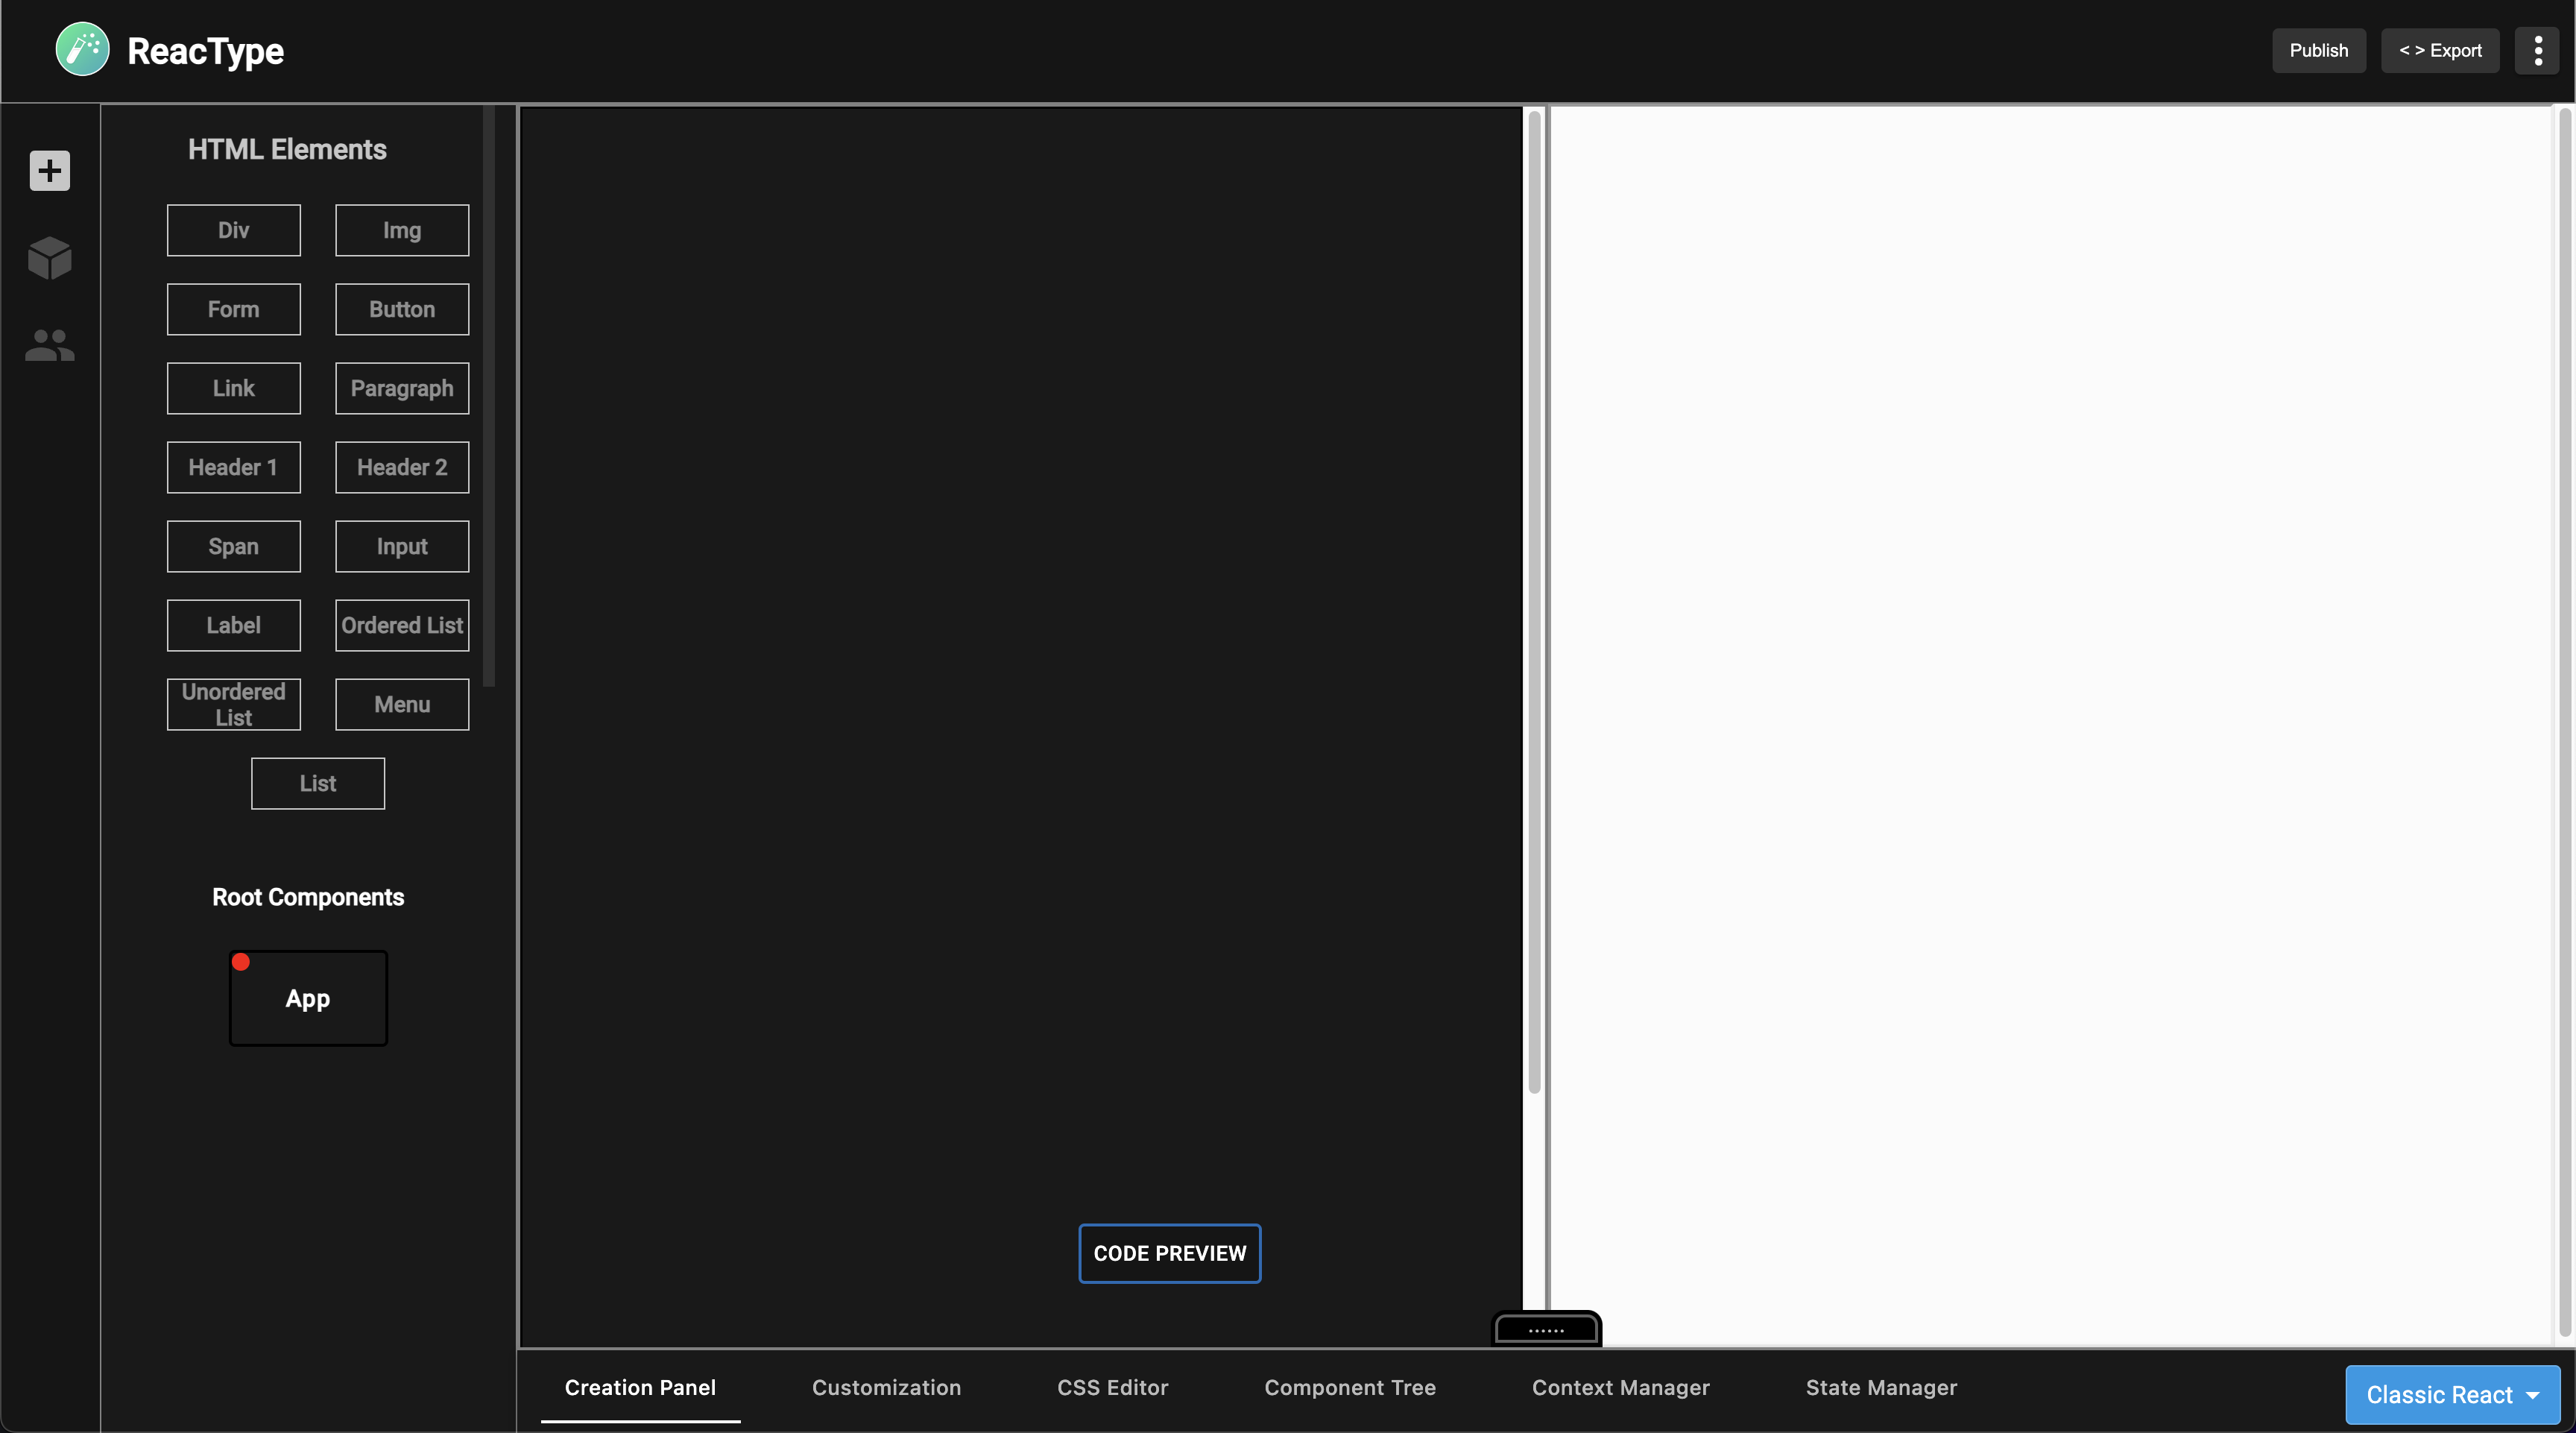 ReacType
Publish
< > Export
HTML Elements
Div
Img
Form
Button
Link
Paragraph
Header 1
Header 2
Span
Input
Label
Ordered List
Unordered
List
Menu
List
Root Components
App
CODE PREVIEW
Creation Panel
Customization
CSS Editor
Component Tree
Context Manager
State Manager
Classic React